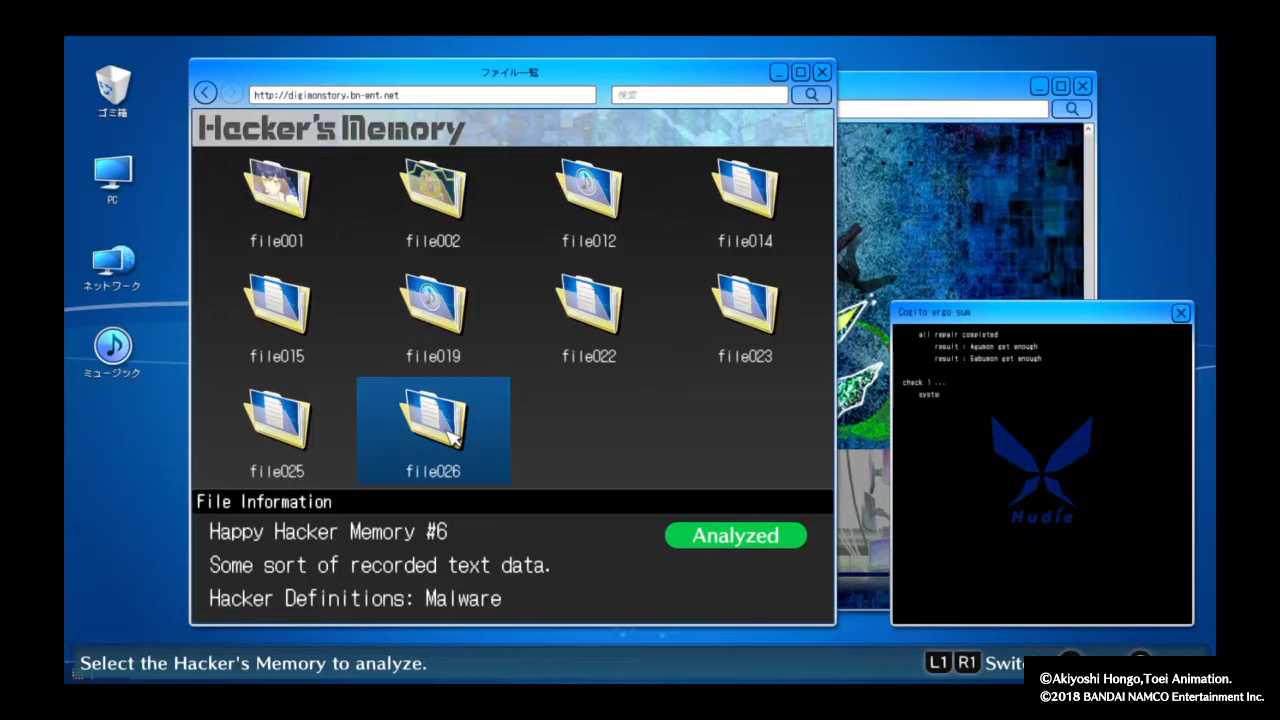 ファイル一覧
http://digimonstory.bn-ent.net
検索
Hacker's Memory
file001
file002
file012
file014
file015
file019
file022
file023
file025
file026
File Information
Happy Hacker Memory #6
Analyzed
Some sort of recorded text data.
Hacker Definitions: Malware
ゴミ箱
PC
ネットワーク
ミュージック
Cogito ergo sum
all repair completed
result : Agumon get enough
result : Gabumon get enough
check 1 ...
syste
Hudie
Select the Hacker's Memory to analyze.
L1 R1 Switc
©Akiyoshi Hongo,Toei Animation.
©2018 BANDAI NAMCO Entertainment Inc.